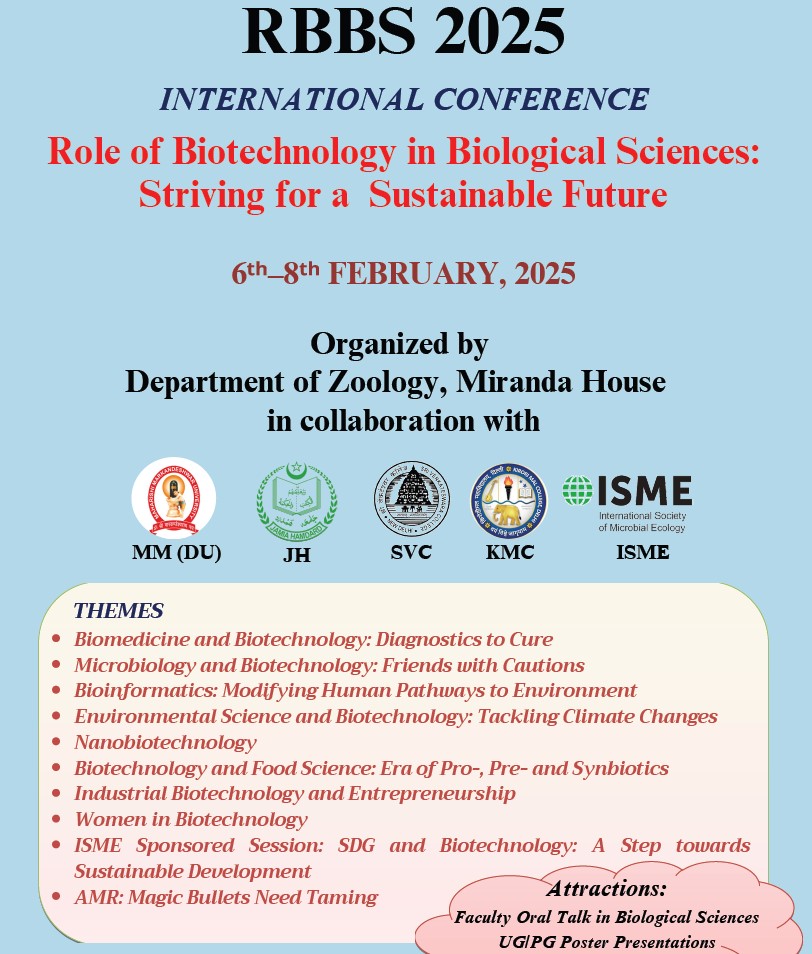 RBBS 2025
INTERNATIONAL CONFERENCE
Role of Biotechnology in Biological Sciences:
Striving for a Sustainable Future
6th–8th FEBRUARY, 2025
Organized by
Department of Zoology, Miranda House
in collaboration with
JAMIA HAMDARD
ISME
International Society
of Microbial Ecology
MM (DU) JH SVC KMC ISME
THEMES
• Biomedicine and Biotechnology: Diagnostics to Cure
• Microbiology and Biotechnology: Friends with Cautions
• Bioinformatics: Modifying Human Pathways to Environment
• Environmental Science and Biotechnology: Tackling Climate Changes
• Nanobiotechnology
• Biotechnology and Food Science: Era of Pro-, Pre- and Synbiotics
• Industrial Biotechnology and Entrepreneurship
• Women in Biotechnology
• ISME Sponsored Session: SDG and Biotechnology: A Step towards
Sustainable Development
• AMR: Magic Bullets Need Taming
Attractions:
Faculty Oral Talk in Biological Sciences
UG/PG Poster Presentations